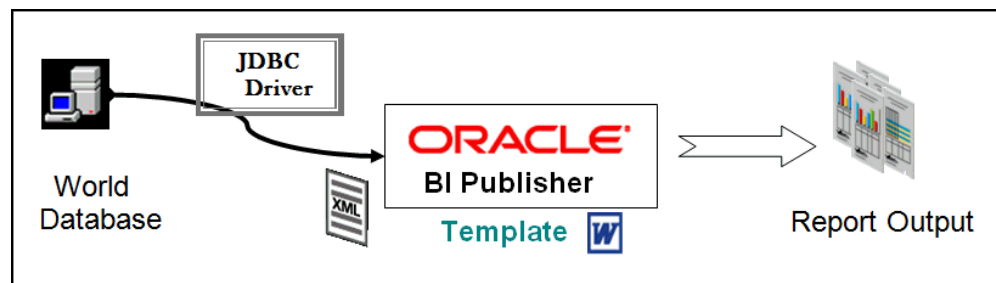 JDBC
Driver
World
Database
XML
ORACLE
BI Publisher
Template W
Report Output